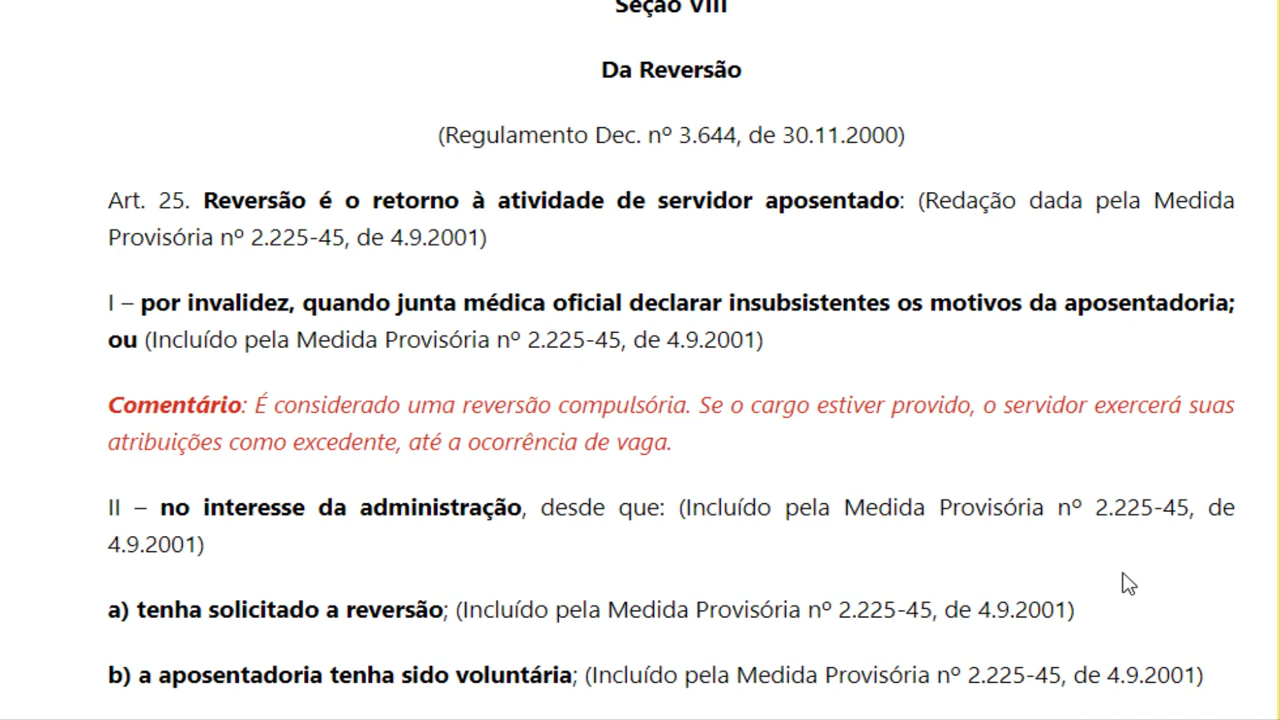 Seção VIII
Da Reversão
(Regulamento Dec. nº 3.644, de 30.11.2000)
Art. 25. Reversão é o retorno à atividade de servidor aposentado: (Redação dada pela Medida
Provisória nº 2.225-45, de 4.9.2001)
I – por invalidez, quando junta médica oficial declarar insubsistentes os motivos da aposentadoria;
ou (Incluído pela Medida Provisória nº 2.225-45, de 4.9.2001)
Comentário: É considerado uma reversão compulsória. Se o cargo estiver provido, o servidor exercerá suas
atribuições como excedente, até a ocorrência de vaga.
II – no interesse da administração, desde que: (Incluído pela Medida Provisória nº 2.225-45, de
4.9.2001)
a) tenha solicitado a reversão; (Incluído pela Medida Provisória nº 2.225-45, de 4.9.2001)
b) a aposentadoria tenha sido voluntária; (Incluído pela Medida Provisória nº 2.225-45, de 4.9.2001)